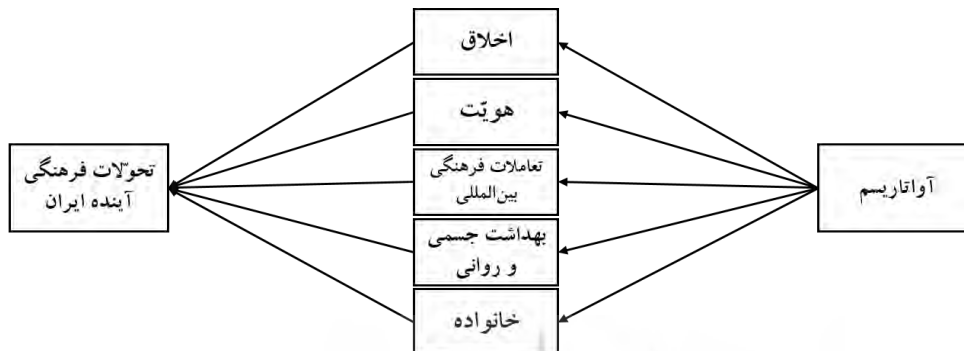 آواتاریسم
اخلاق
هویّت
تعاملات فرهنگی
بین‌المللی
بهداشت جسمی
و روانی
خانواده
تحوّلات فرهنگی
آینده ایران